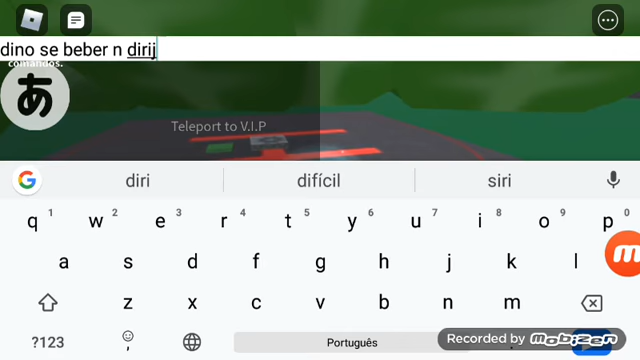 dino se beber n dirij
comandos.
あ
Teleport to V.I.P
diri difícil siri
q 1 w 2 e 3 r 4 t 5 y 6 u 7 i 8 o 9 p 0
a s d f g h j k l
z x c v b n m
?123 , Português .
Recorded by Mobizen